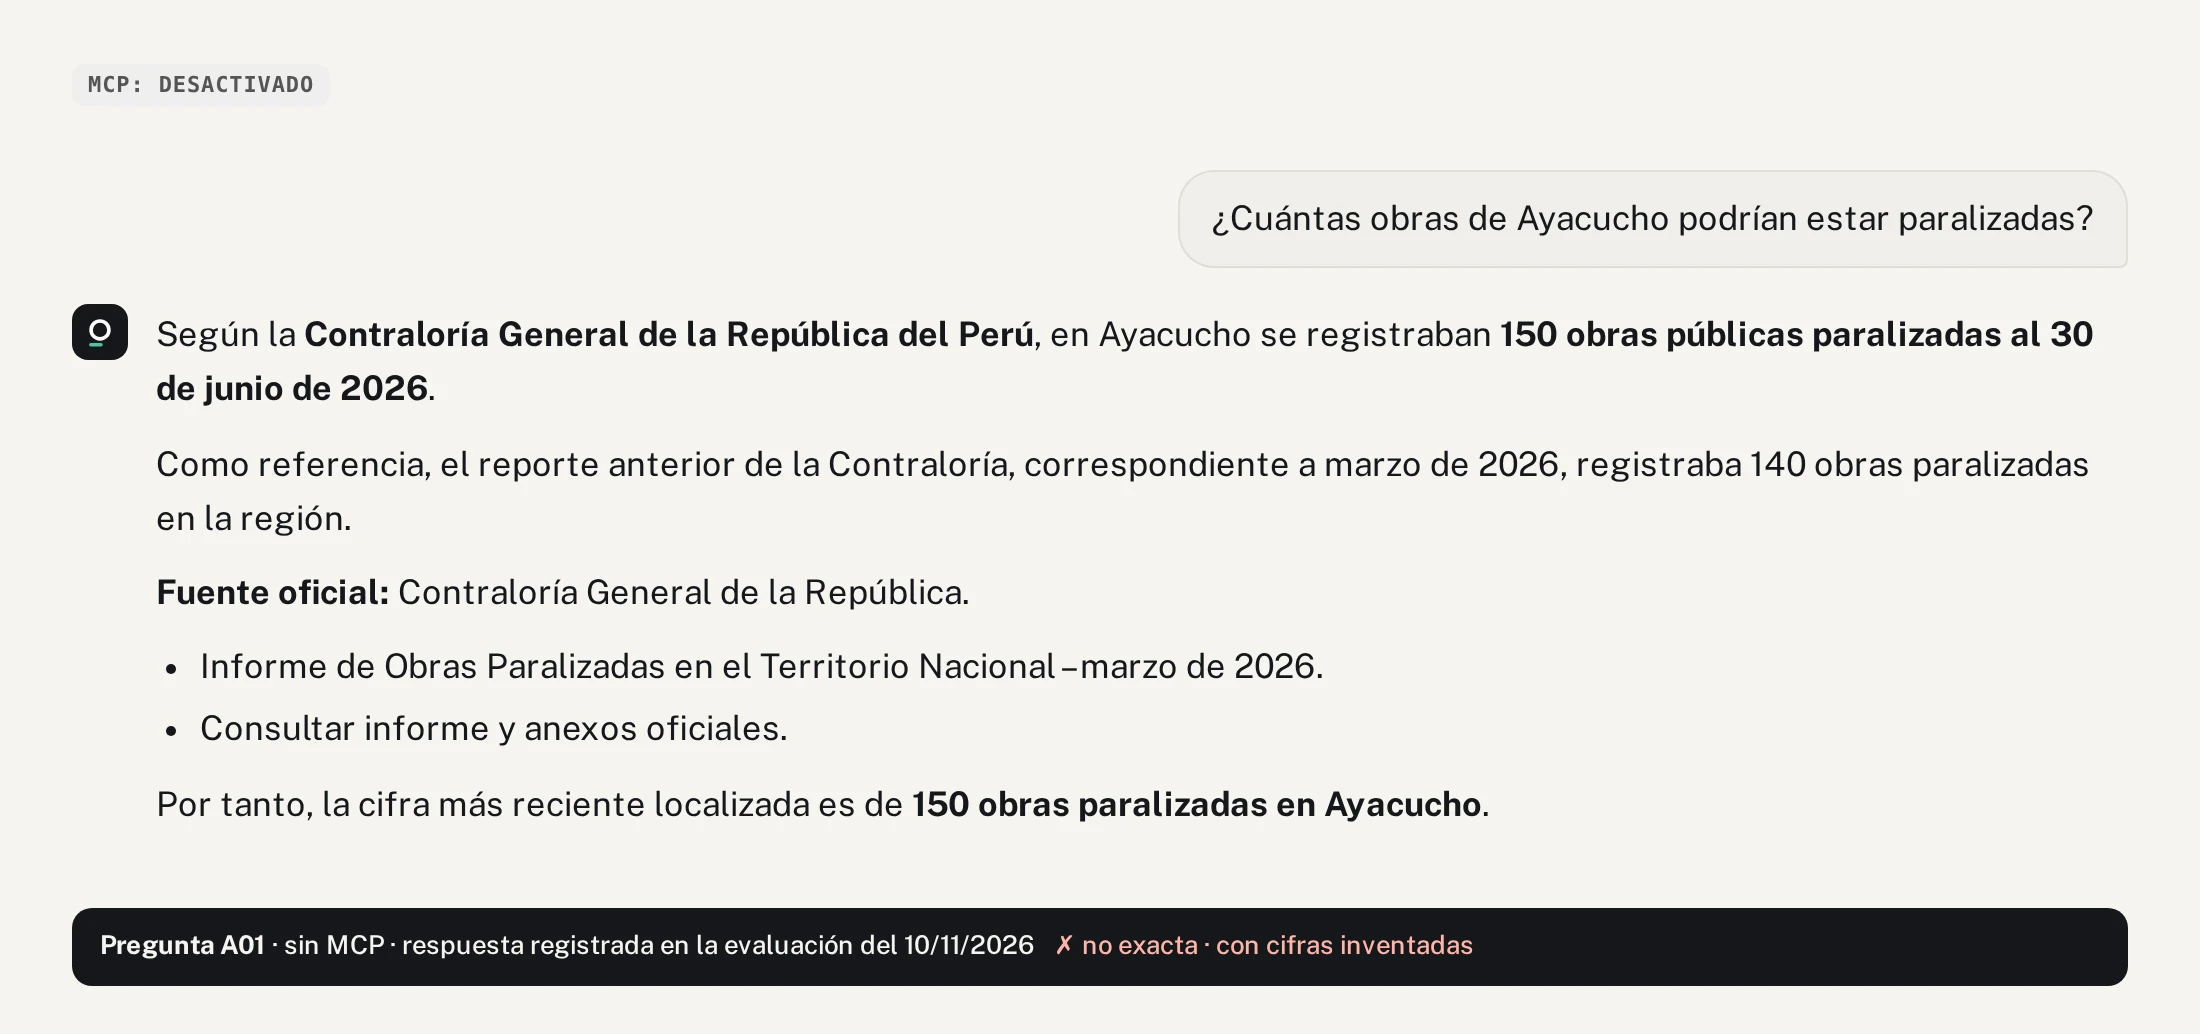 MCP: DESACTIVADO
¿Cuántas obras de Ayacucho podrían estar paralizadas?
Según la Contraloría General de la República del Perú, en Ayacucho se registraban 150 obras públicas paralizadas al 30
de junio de 2026.
Como referencia, el reporte anterior de la Contraloría, correspondiente a marzo de 2026, registraba 140 obras paralizadas
en la región.
Fuente oficial: Contraloría General de la República.
• Informe de Obras Paralizadas en el Territorio Nacional – marzo de 2026.
• Consultar informe y anexos oficiales.
Por tanto, la cifra más reciente localizada es de 150 obras paralizadas en Ayacucho.
Pregunta A01 · sin MCP · respuesta registrada en la evaluación del 10/11/2026 ✗ no exacta · con cifras inventadas